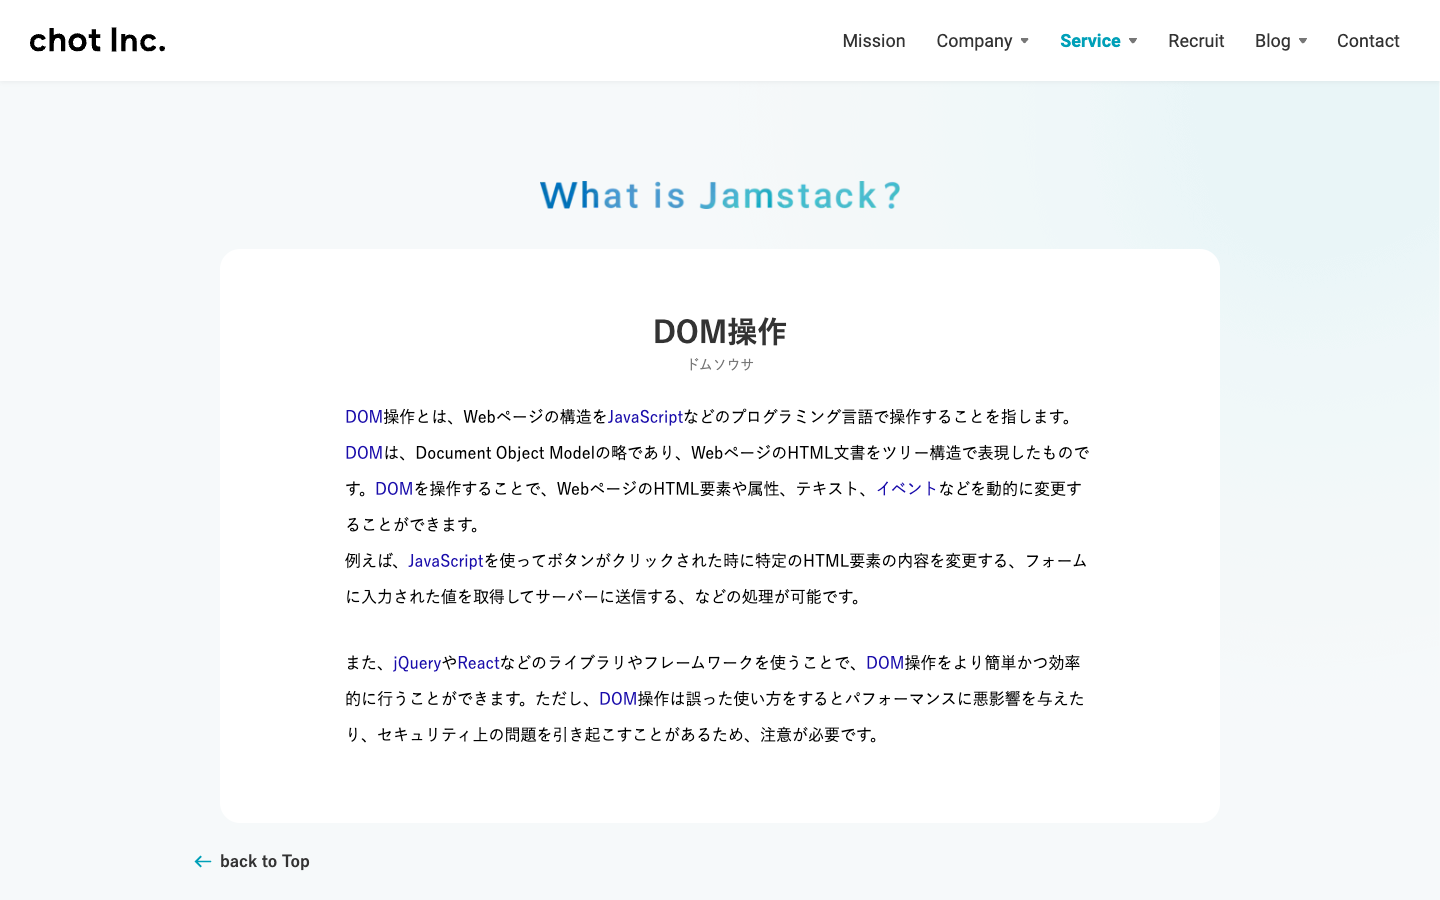 chot Inc.
Mission Company Service Recruit Blog Contact
What is Jamstack?
DOM操作
ドムソウサ
DOM操作とは、Webページの構造をJavaScriptなどのプログラミング言語で操作することを指します。
DOMは、Document Object Modelの略であり、WebページのHTML文書をツリー構造で表現したもので
す。DOMを操作することで、WebページのHTML要素や属性、テキスト、イベントなどを動的に変更す
ることができます。
例えば、JavaScriptを使ってボタンがクリックされた時に特定のHTML要素の内容を変更する、フォーム
に入力された値を取得してサーバーに送信する、などの処理が可能です。
また、jQueryやReactなどのライブラリやフレームワークを使うことで、DOM操作をより簡単かつ効率
的に行うことができます。ただし、DOM操作は誤った使い方をするとパフォーマンスに悪影響を与えた
り、セキュリティ上の問題を引き起こすことがあるため、注意が必要です。
back to Top